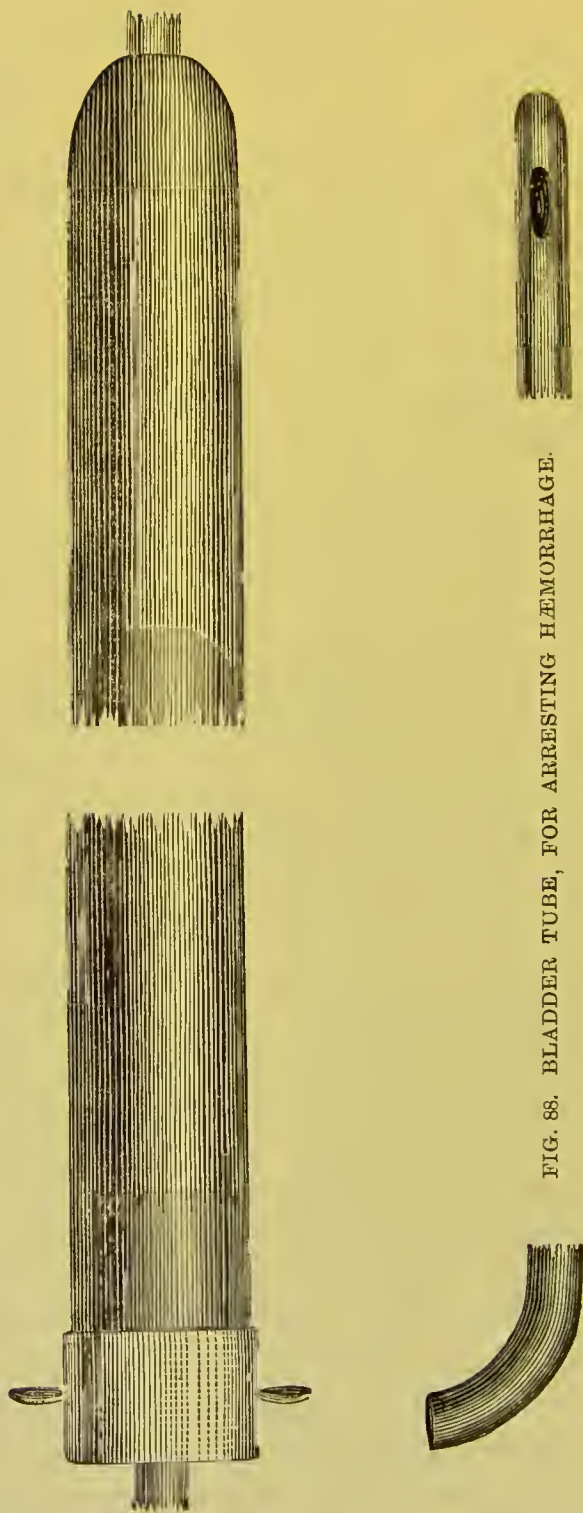 FIG. 88. BLADDER TUBE, FOR ARRESTING HÆMORRHAGE.